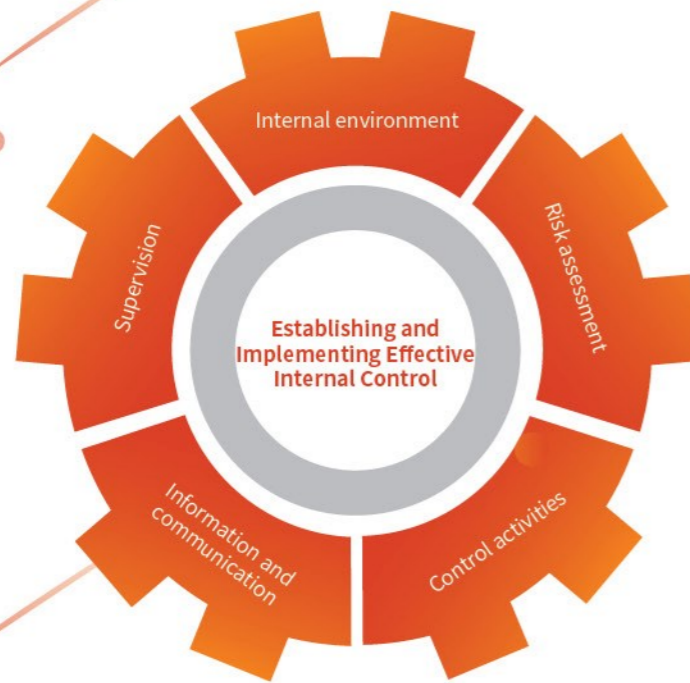 Internal environment
Risk assessment
Control activities
Information and
communication
Supervision
Establishing and
Implementing Effective
Internal Control